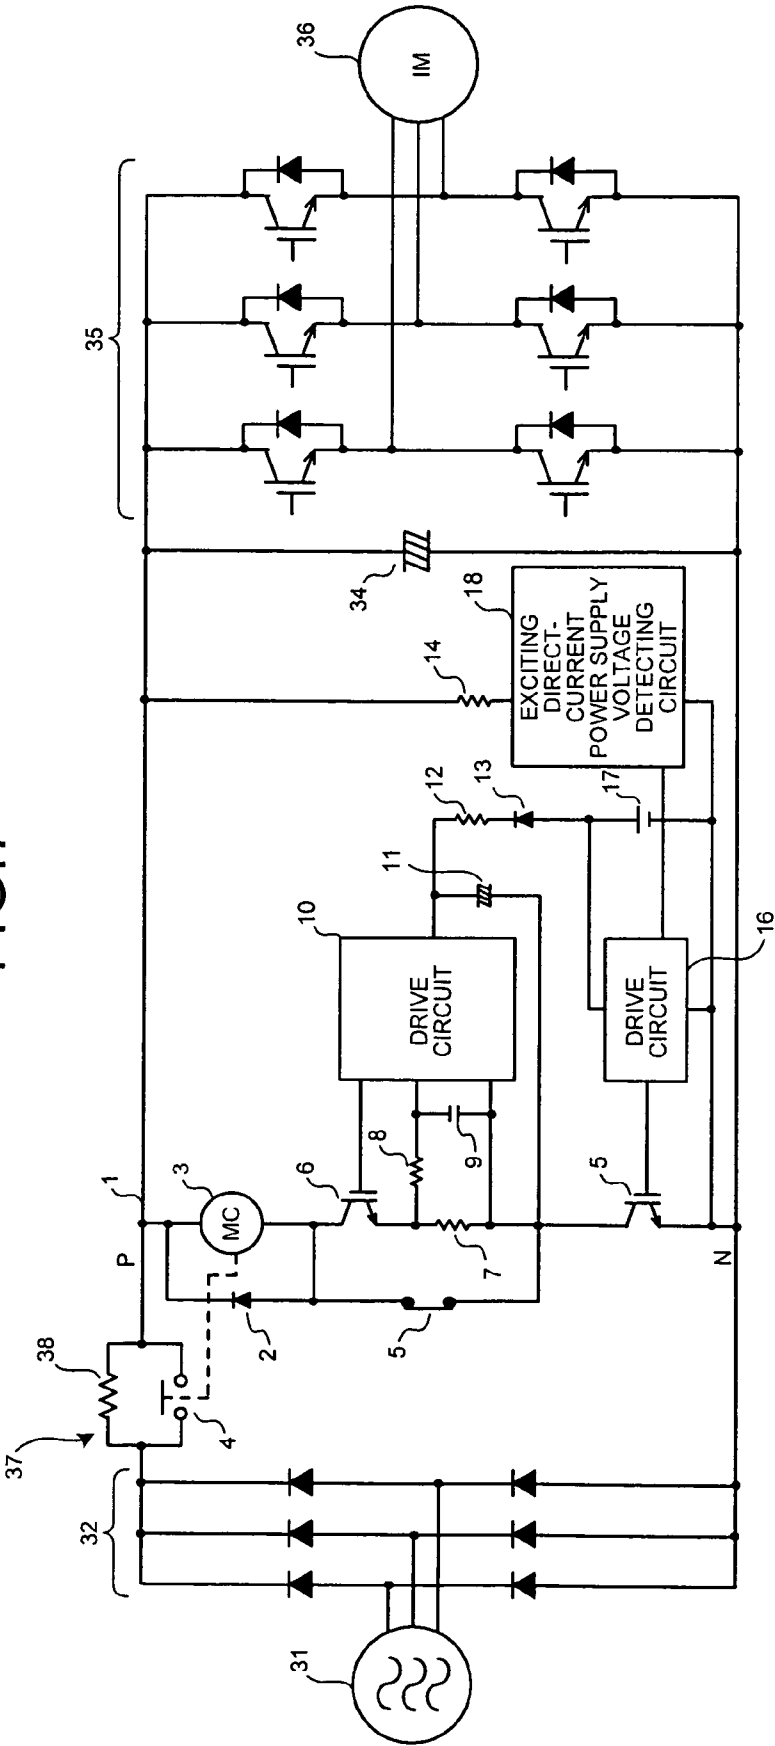 37
38
32
31
4
P
1
3
MC
2
5
6
7
8
9
10
DRIVE
CIRCUIT
11
12
13
14
18
EXCITING
DIRECT-
CURRENT
POWER SUPPLY
VOLTAGE
DETECTING
CIRCUIT
17
5
DRIVE
CIRCUIT
16
N
34
35
36
IM